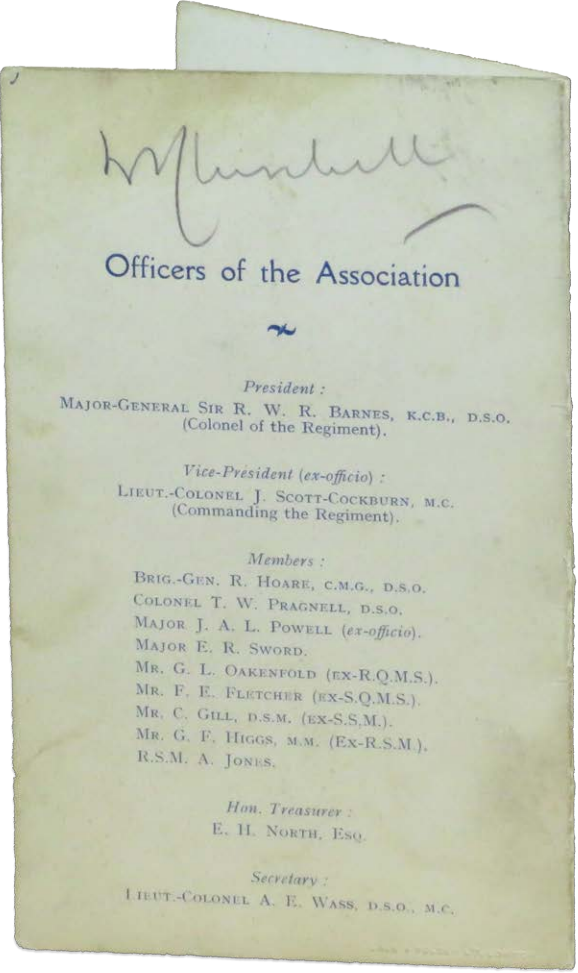 W Churchill
Officers of the Association
President :
MAJOR-GENERAL SIR R. W. R. BARNES, K.C.B., D.S.O.
(Colonel of the Regiment).
Vice-President (ex-officio) :
LIEUT.-COLONEL J. SCOTT-COCKBURN, M.C.
(Commanding the Regiment).
Members :
BRIG.-GEN. R. HOARE, C.M.G., D.S.O.
COLONEL T. W. PRAGNELL, D.S.O.
MAJOR J. A. L. POWELL (ex-officio).
MAJOR E. R. SWORD.
MR. G. L. OAKENFOLD (EX-R.Q.M.S.).
MR. F. E. FLETCHER (EX-S.Q.M.S.).
MR. C. GILL, D.S.M. (EX-S.S.M.).
MR. G. F. HIGGS, M.M. (EX-R.S.M.).
R.S.M. A. JONES.
Hon. Treasurer :
E. H. NORTH, ESQ.
Secretary :
LIEUT.-COLONEL A. E. WASS, D.S.O., M.C.